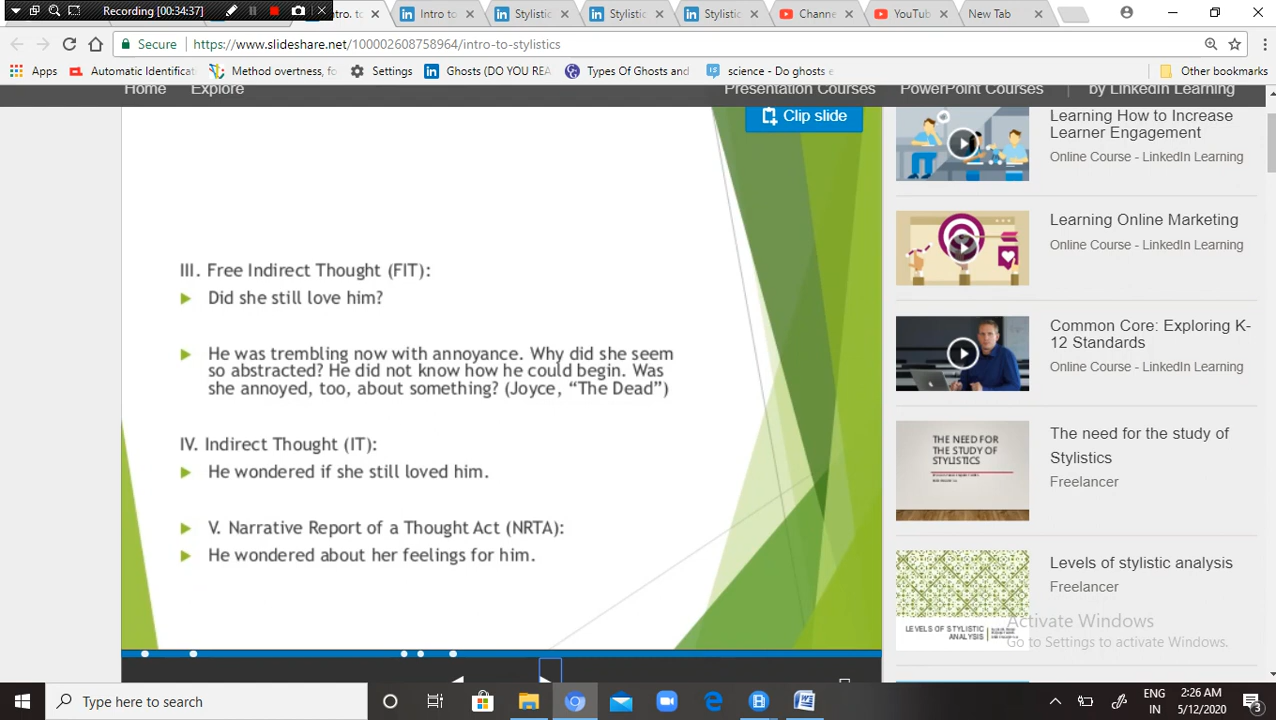 Recording [00:34:37]
Intro. to
Intro to
Stylistic
Stylistic
Stylistic
Channe
YouTub
New Tab
Secure
https://www.slideshare.net/100002608758964/intro-to-stylistics
Apps
Automatic Identificat
Method overtness, fo
Settings
Ghosts (DO YOU REA
Types Of Ghosts and
science - Do ghosts e
Other bookmarks
Home
Explore
Presentation Courses
PowerPoint Courses
by LinkedIn Learning
Clip slide
III. Free Indirect Thought (FIT):
Did she still love him?
He was trembling now with annoyance. Why did she seem
so abstracted? He did not know how he could begin. Was
she annoyed, too, about something? (Joyce, “The Dead”)
IV. Indirect Thought (IT):
He wondered if she still loved him.
V. Narrative Report of a Thought Act (NRTA):
He wondered about her feelings for him.
Learning How to Increase
Learner Engagement
Online Course - LinkedIn Learning
Learning Online Marketing
Online Course - LinkedIn Learning
Common Core: Exploring K-
12 Standards
Online Course - LinkedIn Learning
THE NEED FOR
THE STUDY OF
STYLISTICS
The need for the study of
Stylistics
Freelancer
LEVELS OF STYLISTIC
ANALYSIS
Levels of stylistic analysis
Freelancer
Activate Windows
Go to Settings to activate Windows.
Type here to search
ENG
IN
2:26 AM
5/12/2020
3